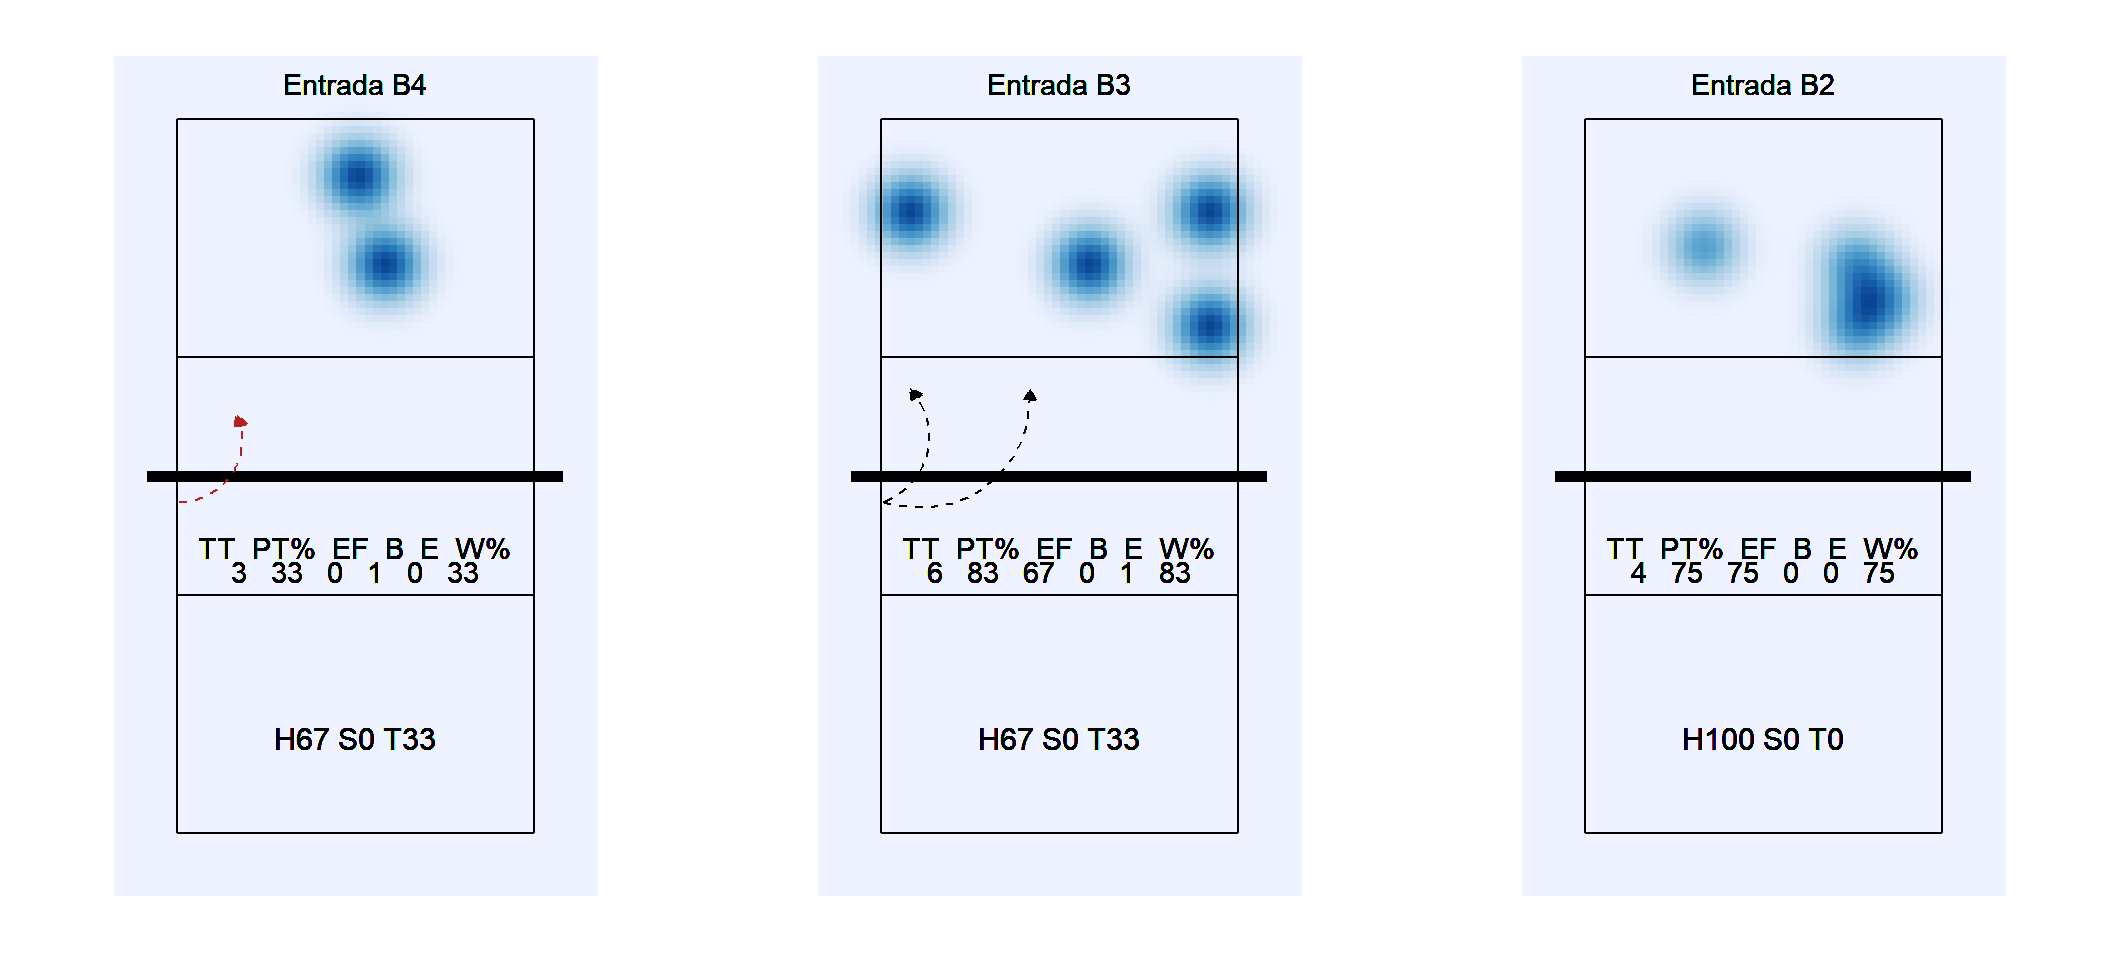 Entrada B4
TT PT% EF B E W%
3 33 0 1 0 33
H67 S0 T33
Entrada B3
TT PT% EF B E W%
6 83 67 0 1 83
H67 S0 T33
Entrada B2
TT PT% EF B E W%
4 75 75 0 0 75
H100 S0 T0